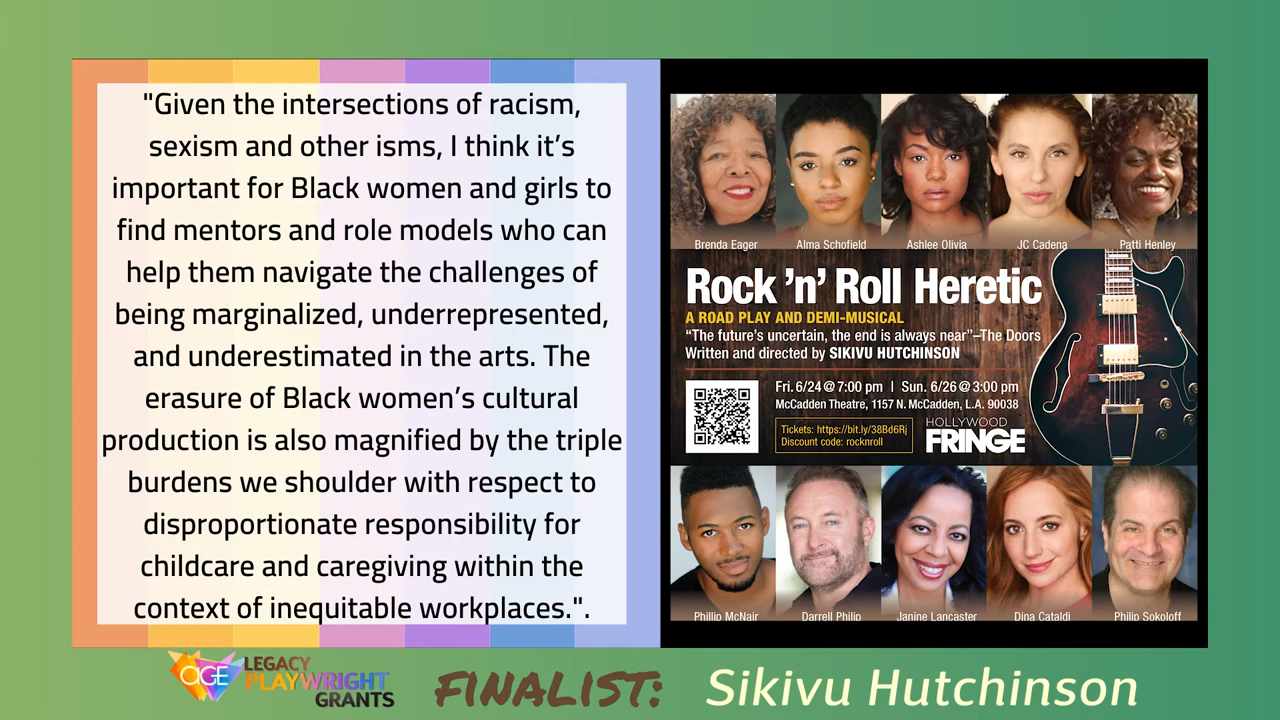 "Given the intersections of racism,
sexism and other isms, I think it's
important for Black women and girls to
find mentors and role models who can
help them navigate the challenges of
being marginalized, underrepresented,
and underestimated in the arts. The
erasure of Black women's cultural
production is also magnified by the triple
burdens we shoulder with respect to
disproportionate responsibility for
childcare and caregiving within the
context of inequitable workplaces.".
Brenda Eager Alma Schofield Ashlee Olivia JC Cadena Patti Henley
Rock 'n' Roll Heretic
A ROAD PLAY AND DEMI-MUSICAL
“The future's uncertain, the end is always near”–The Doors
Written and directed by SIKIVU HUTCHINSON
Fri. 6/24 @ 7:00 pm | Sun. 6/26 @ 3:00 pm
McCadden Theatre, 1157 N. McCadden, L.A. 90038
Tickets: https://bit.ly/38Bd6Rj
Discount code: rocknroll
HOLLYWOOD
FRINGE
Phillip McNair Darrell Philip Janine Lancaster Dina Cataldi Philip Sokoloff
AGE
LEGACY
PLAYWRIGHT
GRANTS
FINALIST:
Sikivu Hutchinson